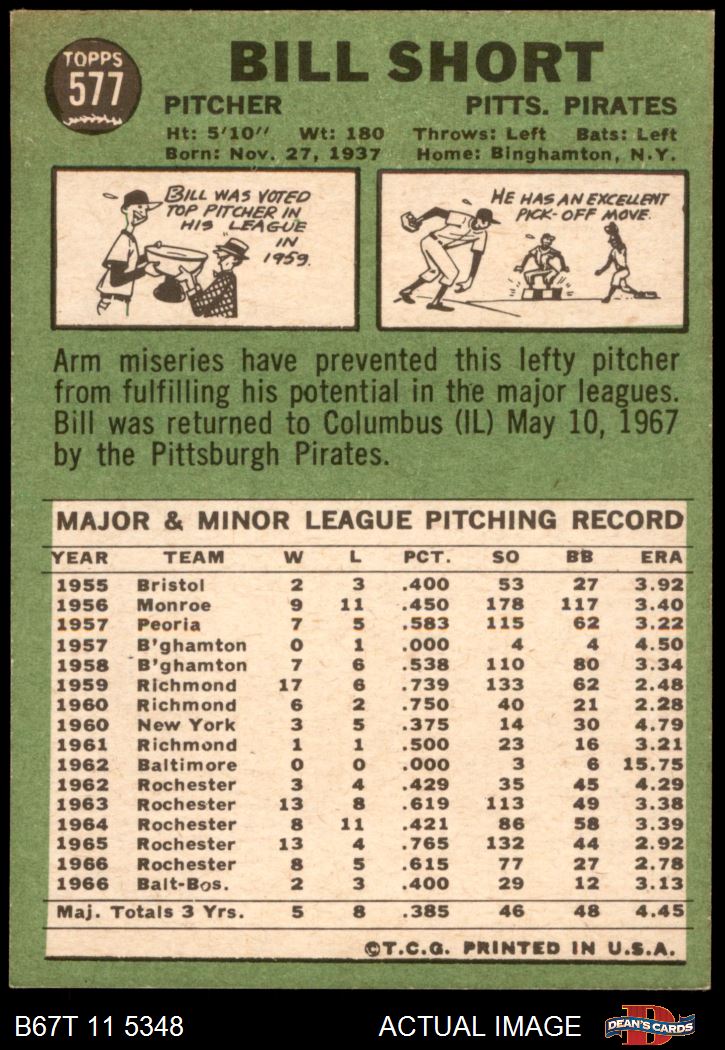 TOPPS
577
BILL SHORT
PITCHER PITTS. PIRATES
Ht: 5'10" Wt: 180 Throws: Left Bats: Left
Born: Nov. 27, 1937 Home: Binghamton, N.Y.
BILL WAS VOTED
TOP PITCHER IN
HIS LEAGUE
IN
1959.
HE HAS AN EXCELLENT
PICK-OFF MOVE.
Arm miseries have prevented this lefty pitcher
from fulfilling his potential in the major leagues.
Bill was returned to Columbus (IL) May 10, 1967
by the Pittsburgh Pirates.
MAJOR & MINOR LEAGUE PITCHING RECORD
YEAR TEAM W L PCT. SO BB ERA
1955 Bristol 2 3 .400 53 27 3.92
1956 Monroe 9 11 .450 178 117 3.40
1957 Peoria 7 5 .583 115 62 3.22
1957 B'ghamton 0 1 .000 4 4 4.50
1958 B'ghamton 7 6 .538 110 80 3.34
1959 Richmond 17 6 .739 133 62 2.48
1960 Richmond 6 2 .750 40 21 2.28
1960 New York 3 5 .375 14 30 4.79
1961 Richmond 1 1 .500 23 16 3.21
1962 Baltimore 0 0 .000 3 6 15.75
1962 Rochester 3 4 .429 35 45 4.29
1963 Rochester 13 8 .619 113 49 3.38
1964 Rochester 8 11 .421 86 58 3.39
1965 Rochester 13 4 .765 132 44 2.92
1966 Rochester 8 5 .615 77 27 2.78
1966 Balt-Bos. 2 3 .400 29 12 3.13
Maj. Totals 3 Yrs. 5 8 .385 46 48 4.45
©T.C.G. PRINTED IN U.S.A.
B67T 11 5348 ACTUAL IMAGE
D
DEAN'S CARDS